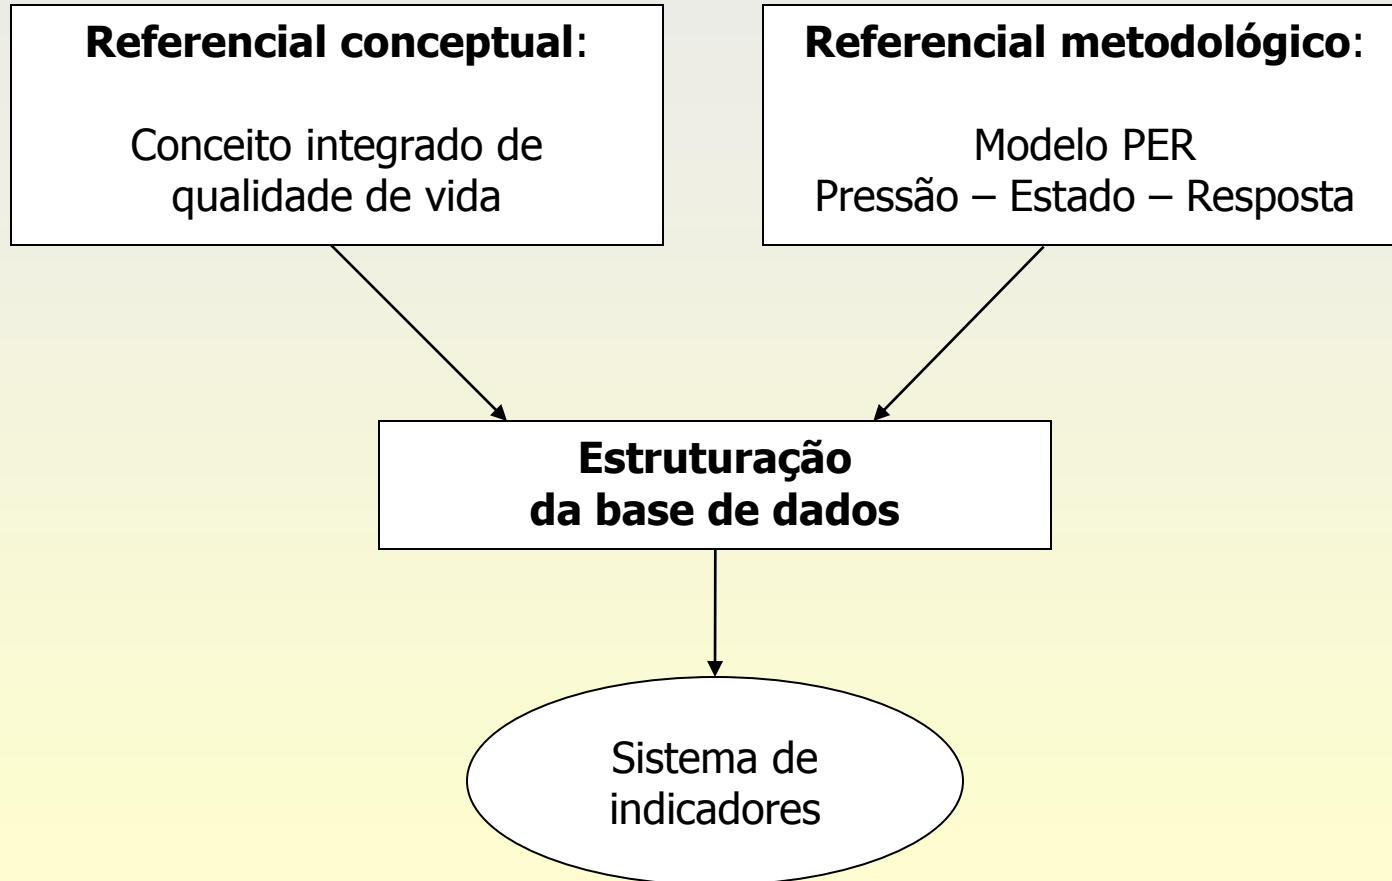 Referencial conceptual:
Conceito integrado de
qualidade de vida
Referencial metodológico:
Modelo PER
Pressão – Estado – Resposta
Estruturação
da base de dados
Sistema de
indicadores